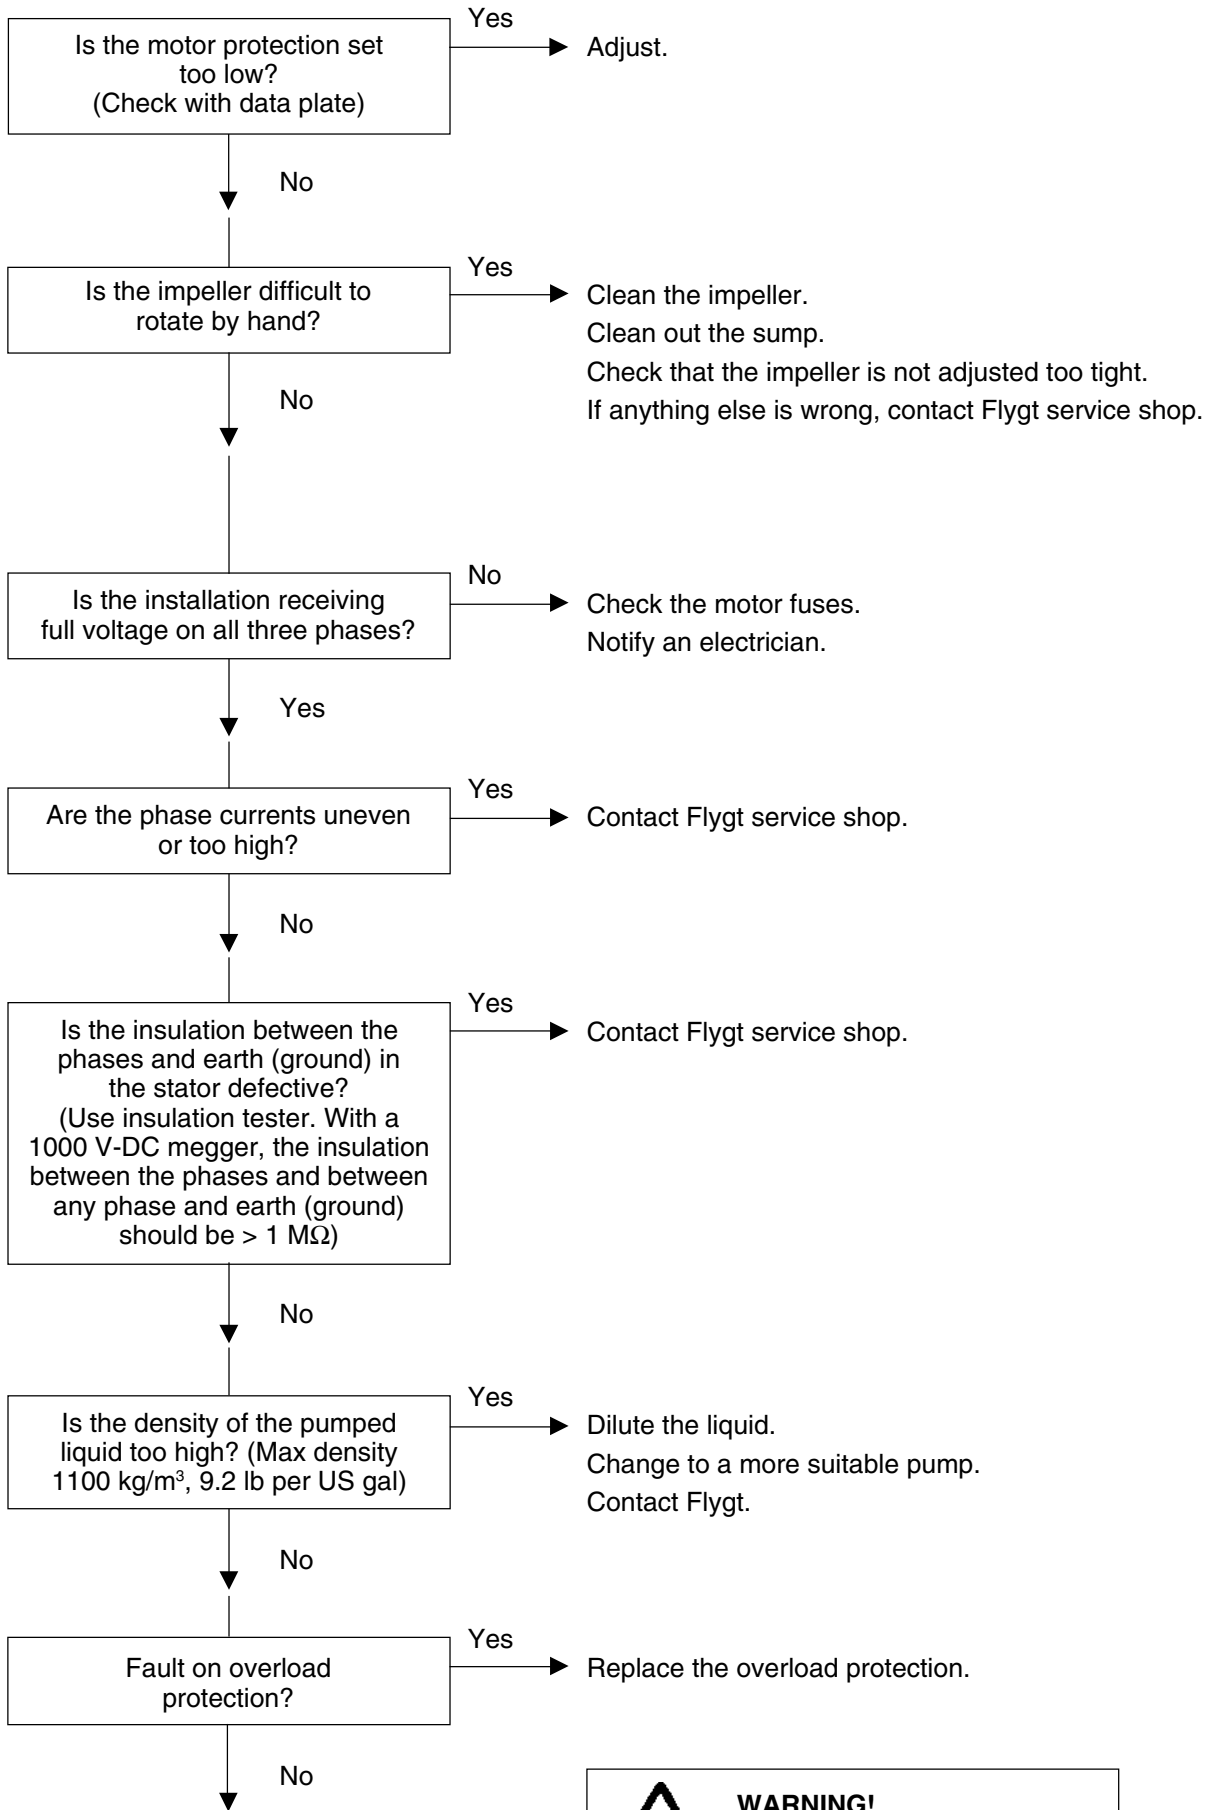 Is the motor protection set
too low?
(Check with data plate)
Yes
Adjust.
No
Is the impeller difficult to
rotate by hand?
Yes
Clean the impeller.
Clean out the sump.
Check that the impeller is not adjusted too tight.
If anything else is wrong, contact Flygt service shop.
No
Is the installation receiving
full voltage on all three phases?
No
Check the motor fuses.
Notify an electrician.
Yes
Are the phase currents uneven
or too high?
Yes
Contact Flygt service shop.
No
Is the insulation between the
phases and earth (ground) in
the stator defective?
(Use insulation tester. With a
1000 V-DC megger, the insulation
between the phases and between
any phase and earth (ground)
should be > 1 MΩ)
Yes
Contact Flygt service shop.
No
Is the density of the pumped
liquid too high? (Max density
1100 kg/m³, 9.2 lb per US gal)
Yes
Dilute the liquid.
Change to a more suitable pump.
Contact Flygt.
No
Fault on overload
protection?
Yes
Replace the overload protection.
No
WARNING!